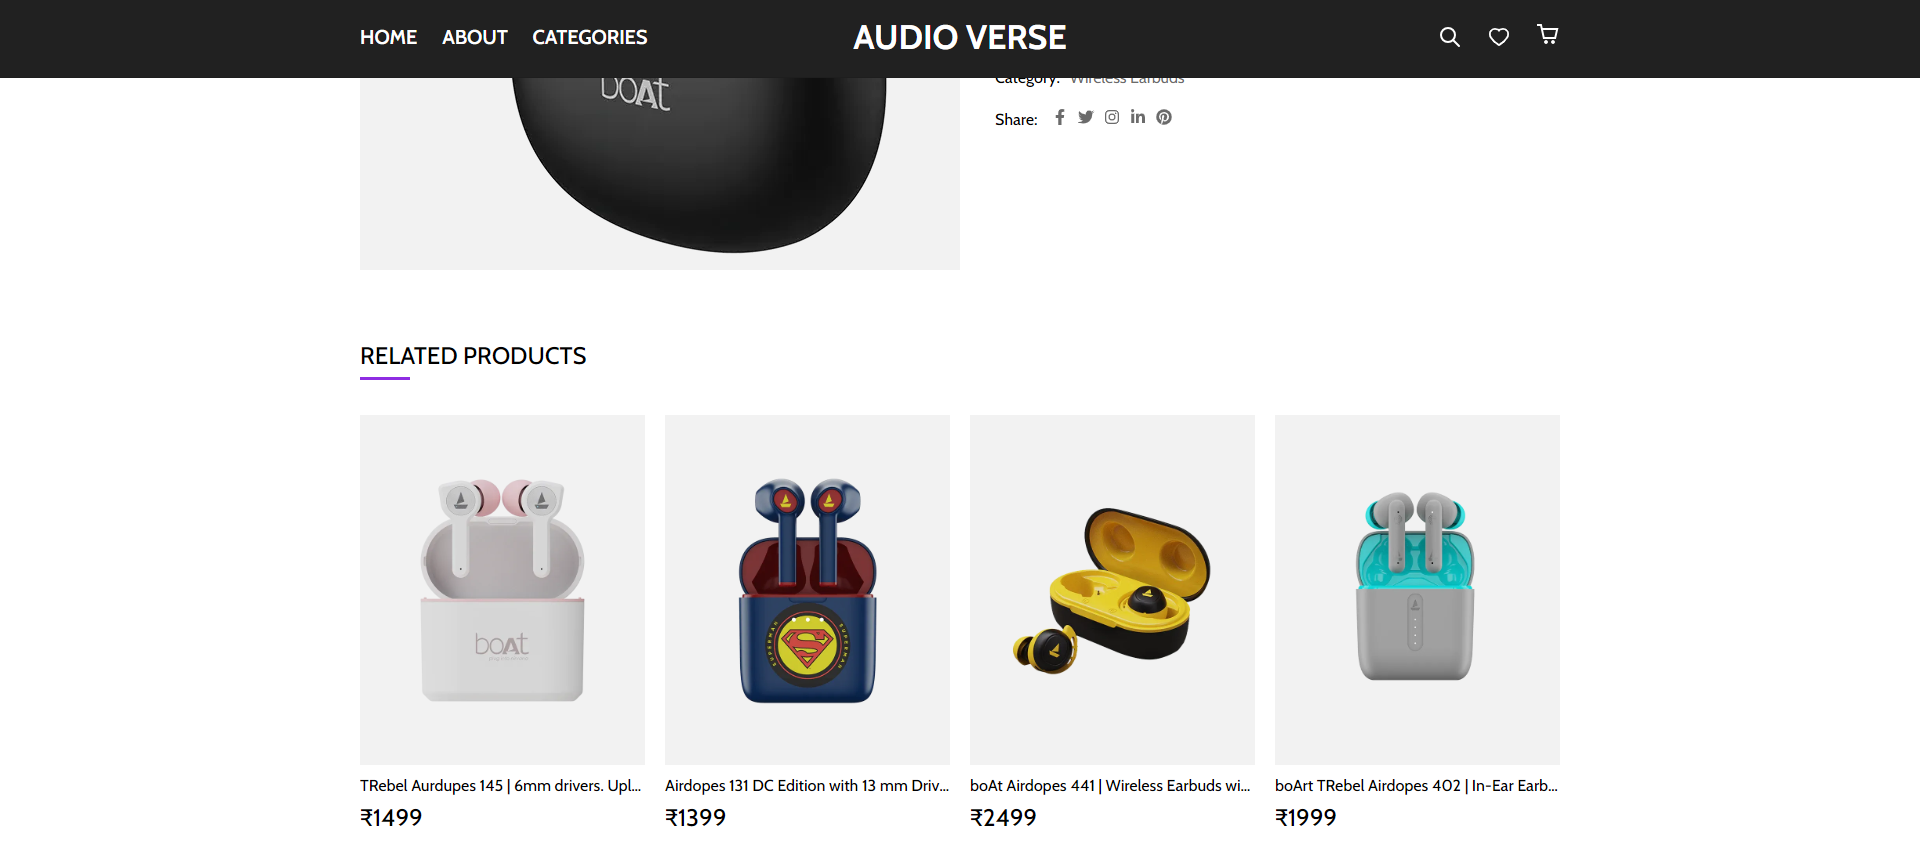 HOME ABOUT CATEGORIES AUDIO VERSE
Category: Wireless Earbuds
boAt
Share:
RELATED PRODUCTS
boAt
SUPERMAN SUPERMAN
TRebel Aurdupes 145 | 6mm drivers. Upl...
₹1499
Airdopes 131 DC Edition with 13 mm Driv...
₹1399
boAt Airdopes 441 | Wireless Earbuds wi...
₹2499
boArt TRebel Airdopes 402 | In-Ear Earb...
₹1999